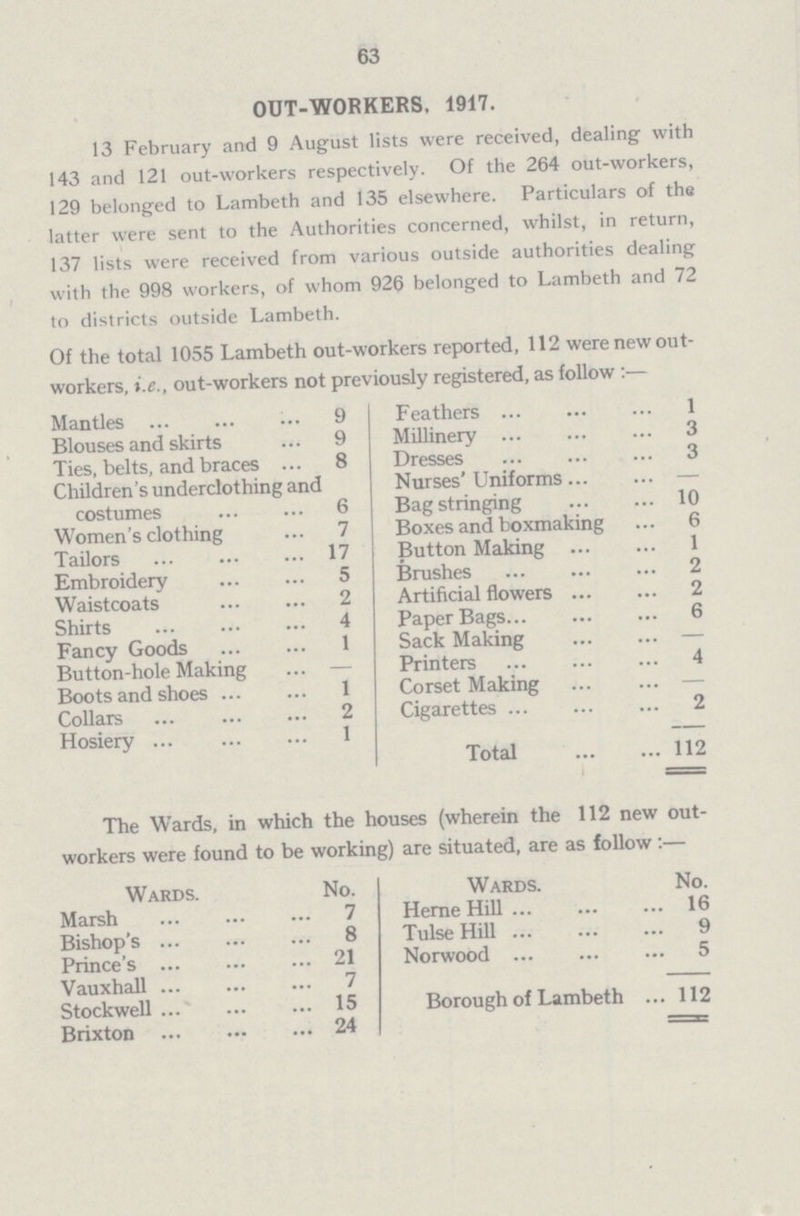 63
OUT-WORKERS, 1917.
13 February and 9 August lists were received, dealing with
143 and 121 out-workers respectively. Of the 264 out-workers,
129 belonged to Lambeth and 135 elsewhere. Particulars of the
latter were sent to the Authorities concerned, whilst, in return,
137 lists were received from various outside authorities dealing
with the 998 workers, of whom 926 belonged to Lambeth and 72
to districts outside Lambeth.
Of the total 1055 Lambeth out-workers reported, 112 were new out-
workers, i.e., out-workers not previously registered, as follow :—
Mantles ... ... ... 9
Blouses and skirts ... 9
Ties, belts, and braces ... 8
Children's underclothing and
costumes ... ... 6
Women's clothing ... 7
Tailors ... ... ... 17
Embroidery ... ... 5
Waistcoats ... ... 2
Shirts ... ... ... 4
Fancy Goods ... ... 1
Button-hole Making ... —
Boots and shoes ... ... 1
Collars ... ... ... 2
Hosiery ... ... ... 1
Feathers ... ... ... 1
Millinery ... ... ... 3
Dresses ... ... ... 3
Nurses' Uniforms ... ... —
Bag stringing ... ... 10
Boxes and boxmaking ... 6
Button Making ... ... 1
Brushes ... ... ... 2
Artificial flowers ... ... 2
Paper Bags... ... ... 6
Sack Making ... ... —
Printers ... ... ... 4
Corset Making ... ... —
Cigarettes ... ... ... 2
Total ... ... 112
The Wards, in which the houses (wherein the 112 new out-
workers were found to be working) are situated, are as follow :—
WARDS. No.
Marsh ... ... ... 7
Bishop's ... ... ... 8
Prince's ... ... ... 21
Vauxhall ... ... ... 7
Stockwell ... ... ... 15
Brixton ... ... ... 24
WARDS. No.
Herne Hill ... ... ... 16
Tulse Hill ... ... ... 9
Norwood ... ... ... 5
Borough of Lambeth ... 112